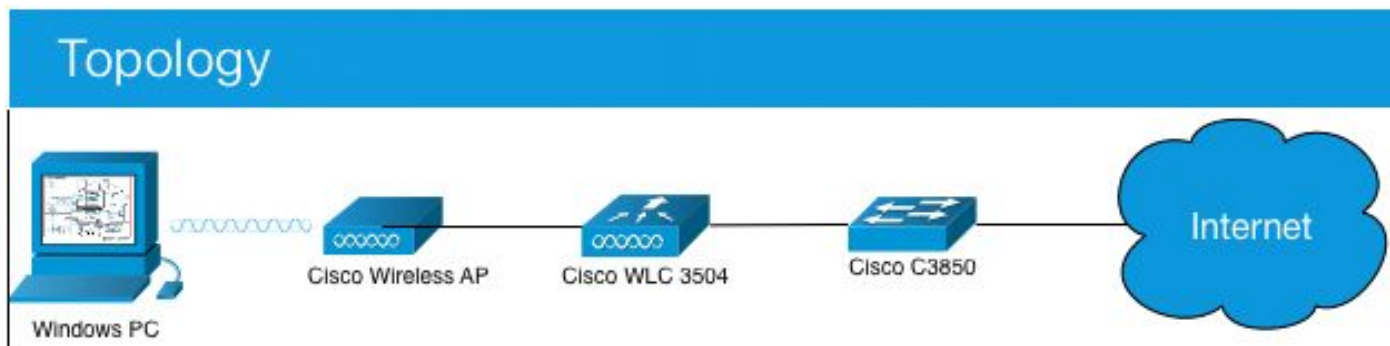 Topology
Internet
Cisco Wireless AP
Cisco WLC 3504
Cisco C3850
Windows PC